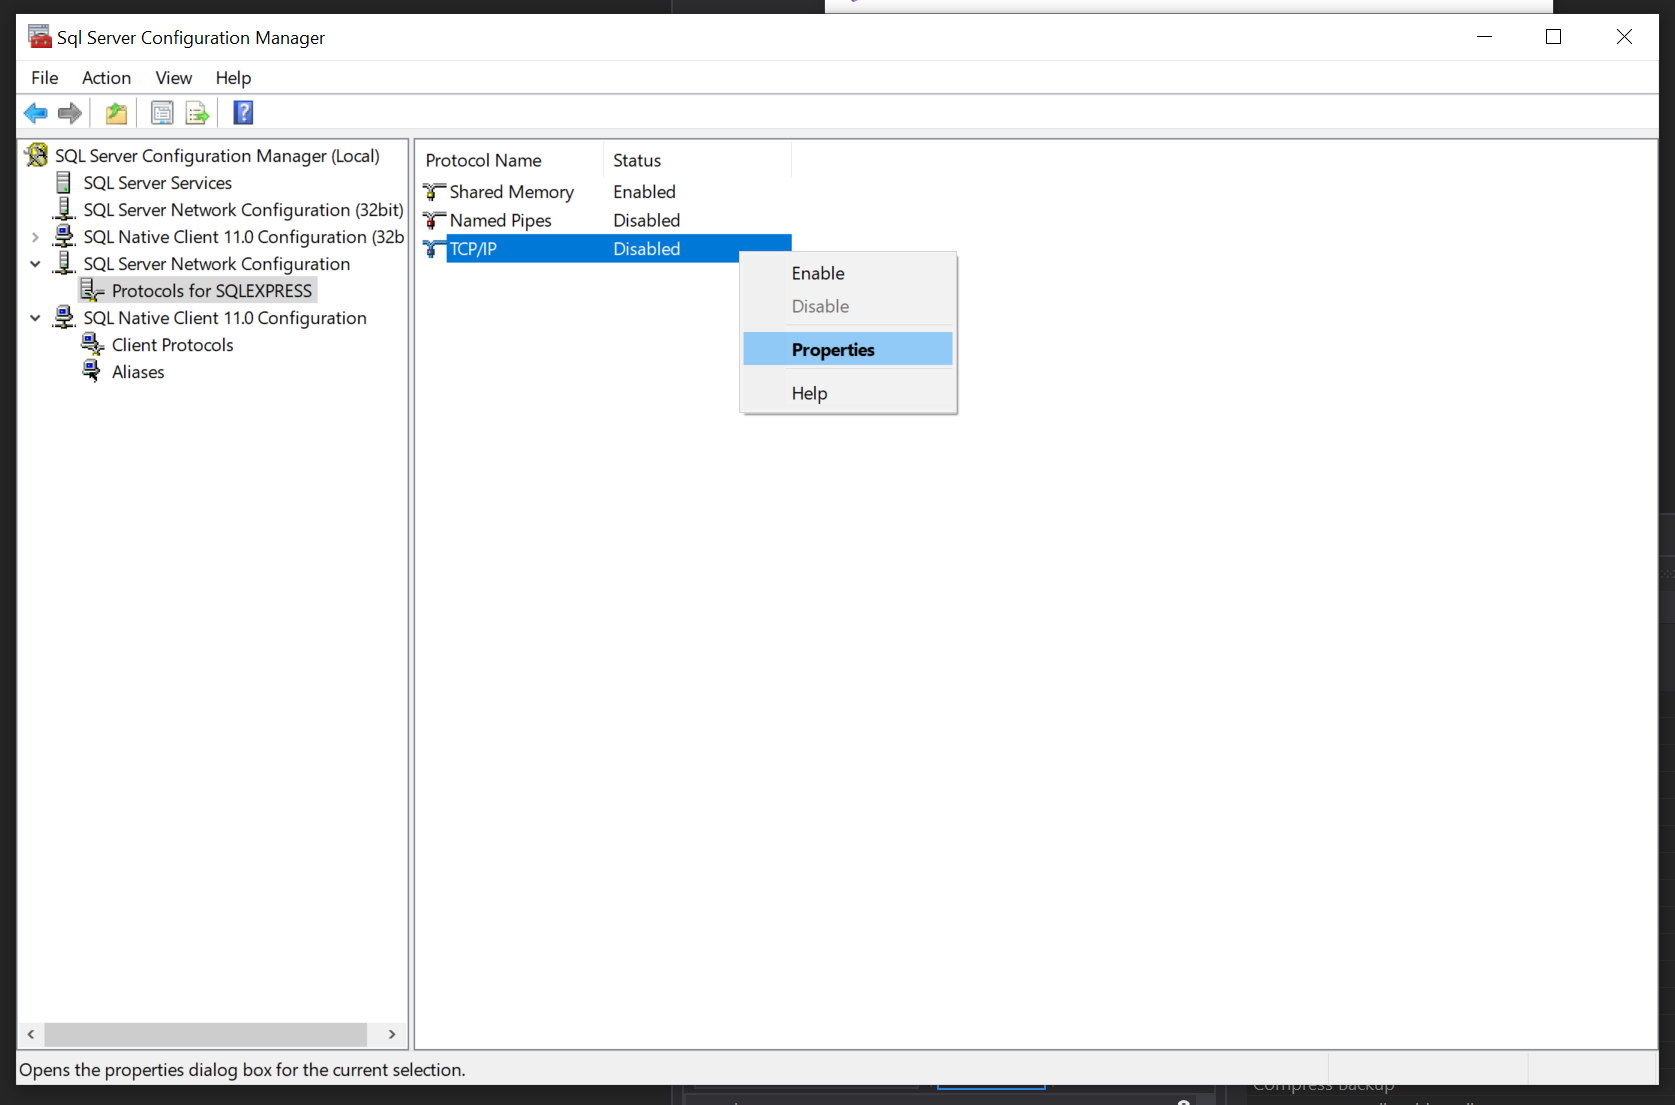 Sql Server Configuration Manager
File Action View Help
SQL Server Configuration Manager (Local)
SQL Server Services
SQL Server Network Configuration (32bit)
SQL Native Client 11.0 Configuration (32b
SQL Server Network Configuration
Protocols for SQLEXPRESS
SQL Native Client 11.0 Configuration
Client Protocols
Aliases
Protocol Name Status
Shared Memory Enabled
Named Pipes Disabled
TCP/IP Disabled
Enable
Disable
Properties
Help
Opens the properties dialog box for the current selection.
Compress Backup